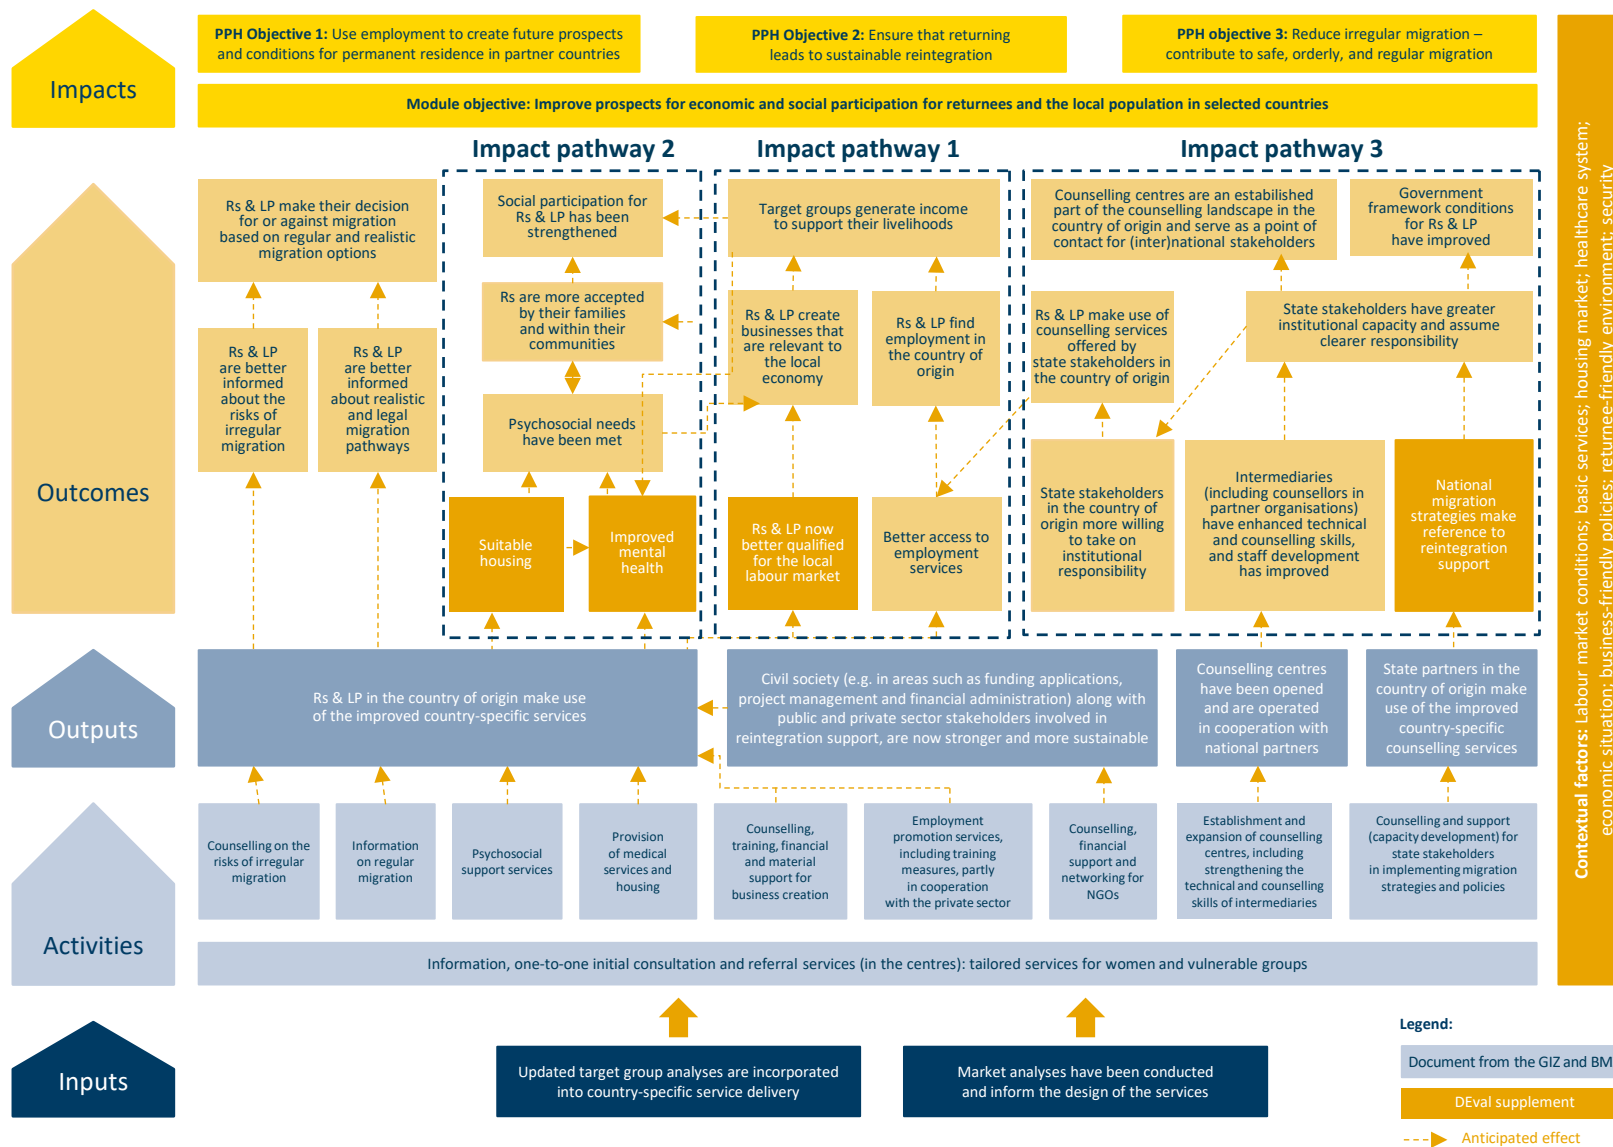 Impacts
PPH Objective 1: Use employment to create future prospects
and conditions for permanent residence in partner countries
PPH Objective 2: Ensure that returning
leads to sustainable reintegration
PPH objective 3: Reduce irregular migration –
contribute to safe, orderly, and regular migration
Module objective: Improve prospects for economic and social participation for returnees and the local population in selected countries
Outcomes
Rs & LP make their decision
for or against migration
based on regular and realistic
migration options
Rs & LP
are better
informed
about the
risks of
irregular
migration
Rs & LP
are better
informed
about realistic
and legal
migration
pathways
Impact pathway 2
Social participation for
Rs & LP has been
strengthened
Rs are more accepted
by their families
and within their
communities
Psychosocial needs
have been met
Suitable
housing
Improved
mental
health
Impact pathway 1
Target groups generate income
to support their livelihoods
Rs & LP create
businesses that
are relevant to
the local
economy
Rs & LP find
employment in
the country of
origin
Rs & LP now
better qualified
for the local
labour market
Better access to
employment
services
Impact pathway 3
Counselling centres are an estabilished
part of the counselling landscape in the
country of origin and serve as a point of
contact for (inter)national stakeholders
Government
framework conditions
for Rs & LP
have improved
Rs & LP make use of
counselling services
offered by
state stakeholders in
the country of origin
State stakeholders have greater
institutional capacity and assume
clearer responsibility
State stakeholders
in the country of
origin more willing
to take on
institutional
responsibility
Intermediaries
(including counsellors in
partner organisations)
have enhanced technical
and counselling skills,
and staff development
has improved
National
migration
strategies make
reference to
reintegration
support
Outputs
Rs & LP in the country of origin make use
of the improved country-specific services
Civil society (e.g. in areas such as funding applications,
project management and financial administration) along with
public and private sector stakeholders involved in
reintegration support, are now stronger and more sustainable
Counselling centres
have been opened
and are operated
in cooperation with
national partners
State partners in the
country of origin make
use of the improved
country-specific
counselling services
Activities
Counselling on the
risks of irregular
migration
Information
on regular
migration
Psychosocial
support services
Provision
of medical
services and
housing
Counselling,
training, financial
and material
support for
business creation
Employment
promotion services,
including training
measures, partly
in cooperation
with the private sector
Counselling,
financial
support and
networking for
NGOs
Establishment and
expansion of counselling
centres, including
strengthening the
technical and counselling
skills of intermediaries
Counselling and support
(capacity development) for
state stakeholders
in implementing migration
strategies and policies
Information, one-to-one initial consultation and referral services (in the centres): tailored services for women and vulnerable groups
Inputs
Updated target group analyses are incorporated
into country-specific service delivery
Market analyses have been conducted
and inform the design of the services
Contextual factors: Labour market conditions; basic services; housing market; healthcare system;
economic situation; business-friendly policies; returnee-friendly environment; security
Legend:
Document from the GIZ and BM
DEval supplement
Anticipated effect